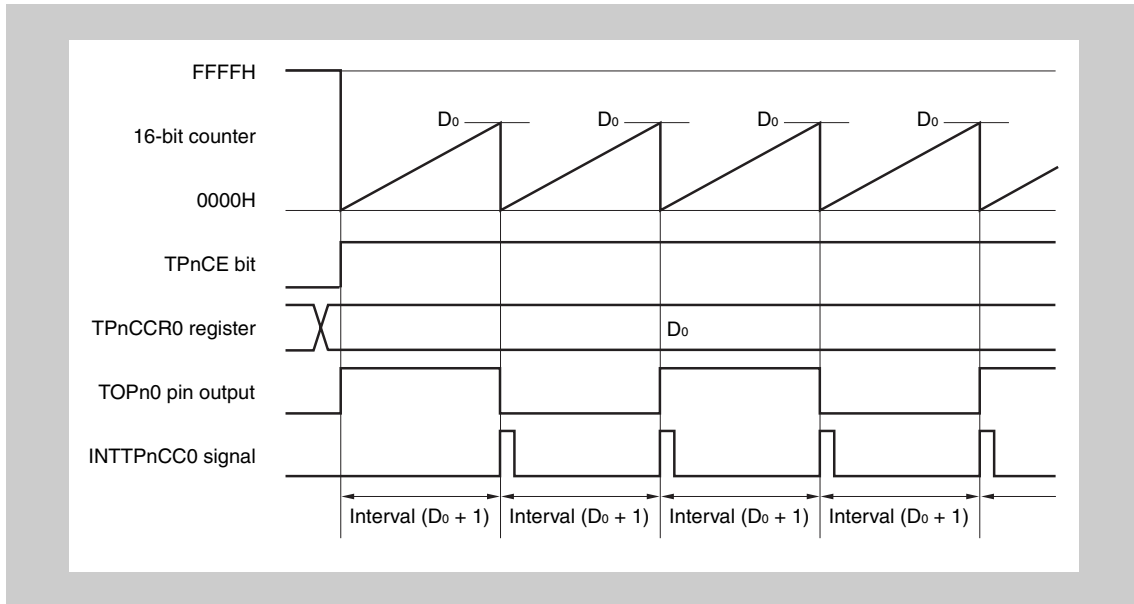 FFFFH
D₀ D₀ D₀ D₀
16-bit counter
0000H
TPnCE bit
TPnCCR0 register D₀
TOPn0 pin output
INTTPnCC0 signal
Interval (D₀ + 1) Interval (D₀ + 1) Interval (D₀ + 1) Interval (D₀ + 1)